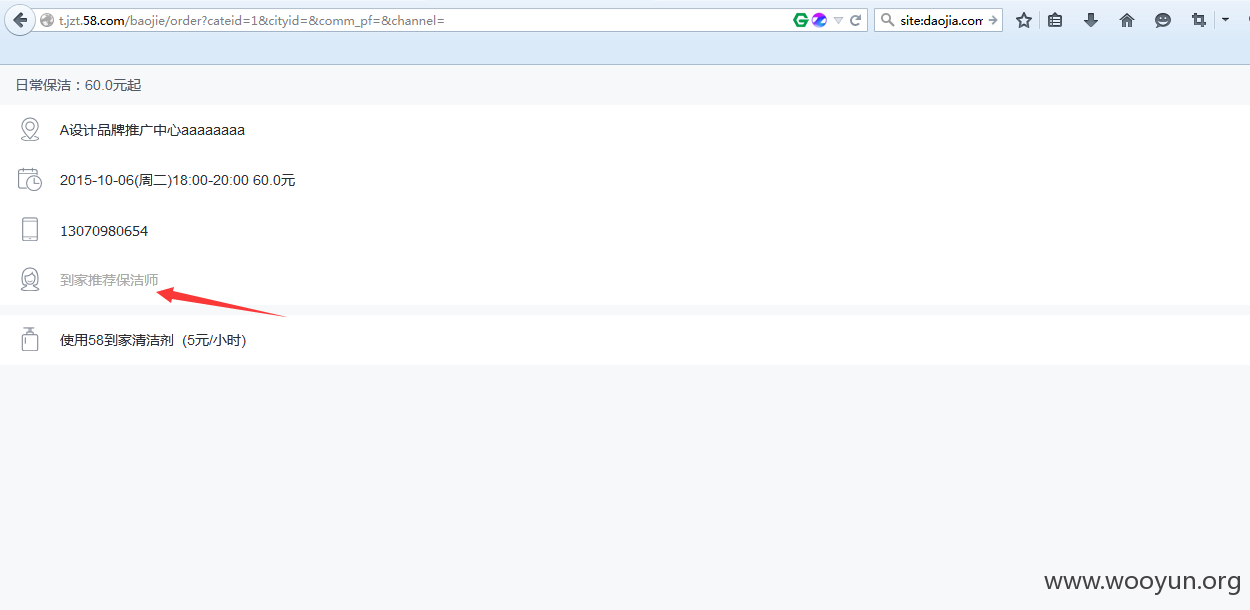 t.jzt.58.com/baojie/order?cateid=1&cityid=&comm_pf=&channel=
site:daojia.com
日常保洁：60.0元起
A设计品牌推广中心aaaaaaaa
2015-10-06(周二)18:00-20:00 60.0元
13070980654
到家推荐保洁师
使用58到家清洁剂 (5元/小时)
www.wooyun.org